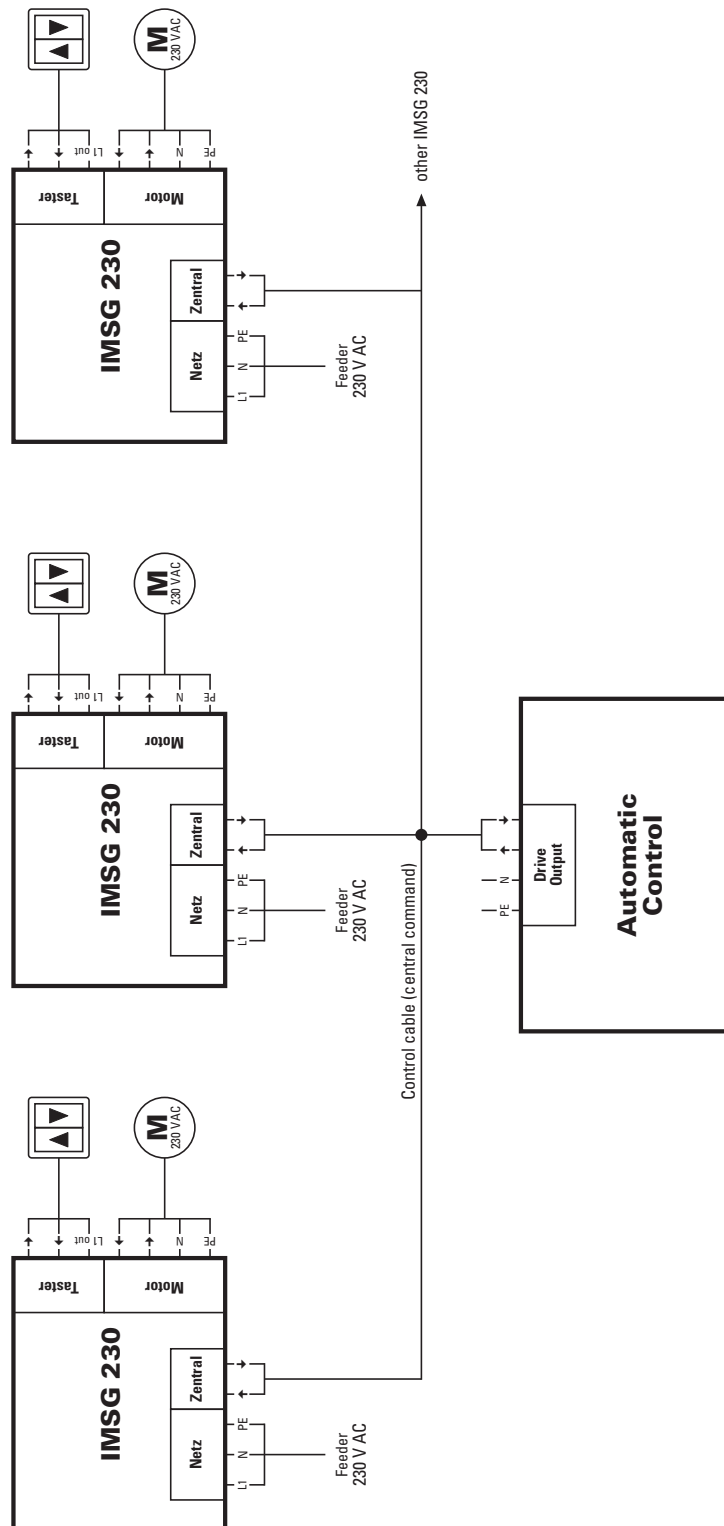 IMSG 230
Taster
L1 out
Motor
N
PE
M
230 V AC
Netz
Zentral
L1
N
PE
Feeder
230 V AC
IMSG 230
Taster
L1 out
Motor
N
PE
M
230 V AC
Netz
Zentral
L1
N
PE
Feeder
230 V AC
IMSG 230
Taster
L1 out
Motor
N
PE
M
230 V AC
Netz
Zentral
L1
N
PE
Feeder
230 V AC
Control cable (central command)
other IMSG 230
PE
N
Drive
Output
Automatic
Control